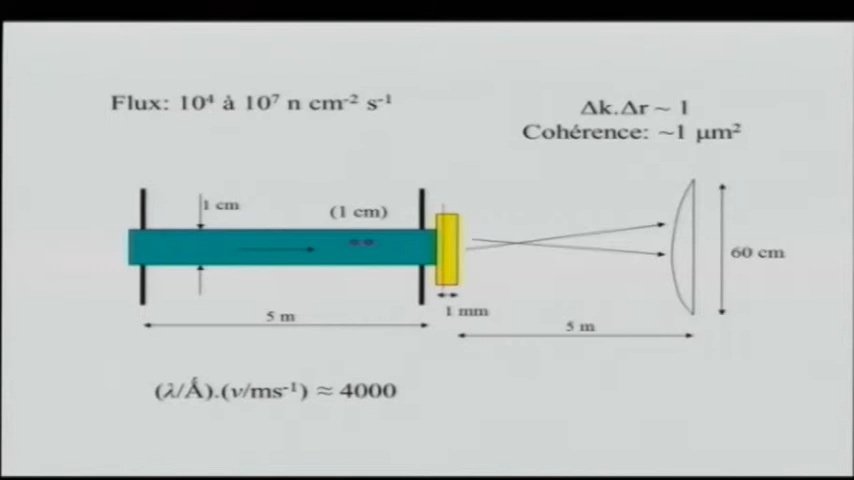 Flux: 10⁴ à 10⁷ n cm⁻² s⁻¹
Δk.Δr ~ 1
Cohérence: ~1 μm²
1 cm
(1 cm)
60 cm
1 mm
5 m
5 m
(λ/Å).(v/ms⁻¹) ≈ 4000